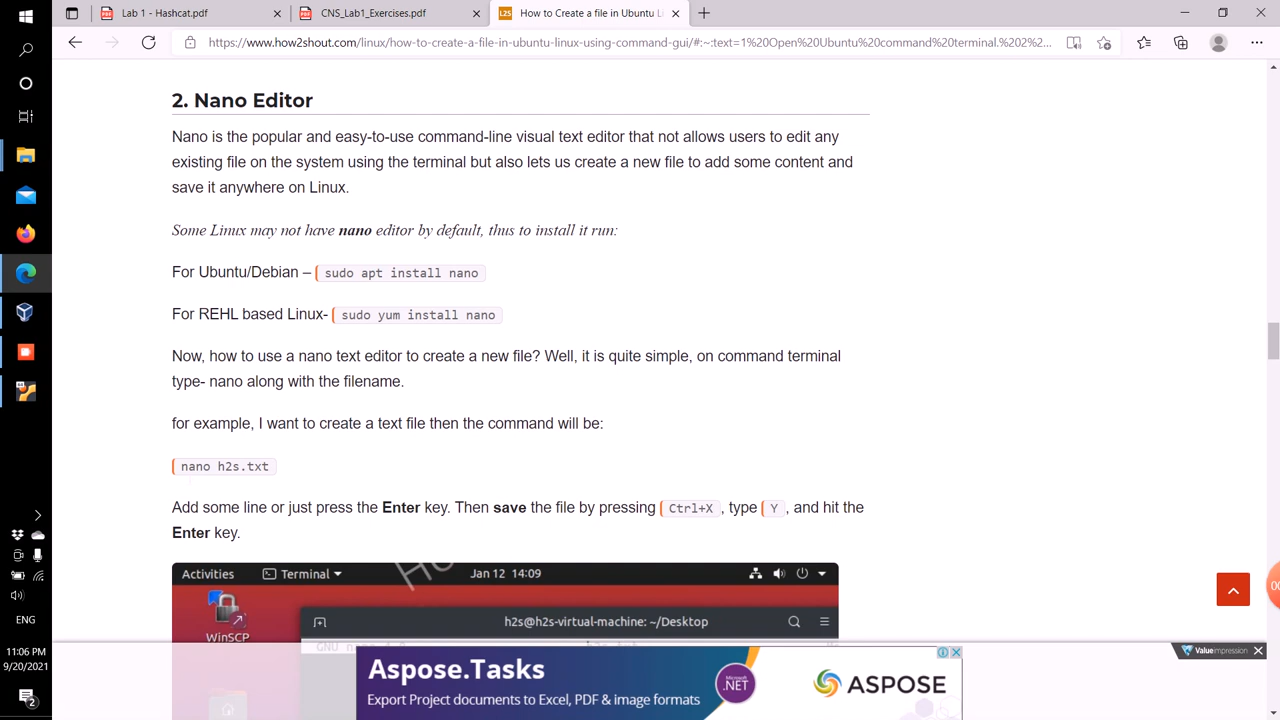 Lab 1 - Hashcat.pdf
CNS_Lab1_Exercises.pdf
L2S
How to Create a file in Ubuntu Li
https://www.how2shout.com/linux/how-to-create-a-file-in-ubuntu-linux-using-command-gui/#:~:text=1%20Open%20Ubuntu%20command%20terminal.%202%2...
2. Nano Editor
Nano is the popular and easy-to-use command-line visual text editor that not allows users to edit any
existing file on the system using the terminal but also lets us create a new file to add some content and
save it anywhere on Linux.
Some Linux may not have nano editor by default, thus to install it run:
For Ubuntu/Debian – sudo apt install nano
For REHL based Linux- sudo yum install nano
Now, how to use a nano text editor to create a new file? Well, it is quite simple, on command terminal
type- nano along with the filename.
for example, I want to create a text file then the command will be:
nano h2s.txt
Add some line or just press the Enter key. Then save the file by pressing Ctrl+X , type Y , and hit the
Enter key.
Activities Terminal Jan 12 14:09
WinSCP
h2s@h2s-virtual-machine: ~/Desktop
Aspose.Tasks
Export Project documents to Excel, PDF & image formats
Microsoft
.NET
ASPOSE
ValueImpression
ENG
11:06 PM
9/20/2021
2